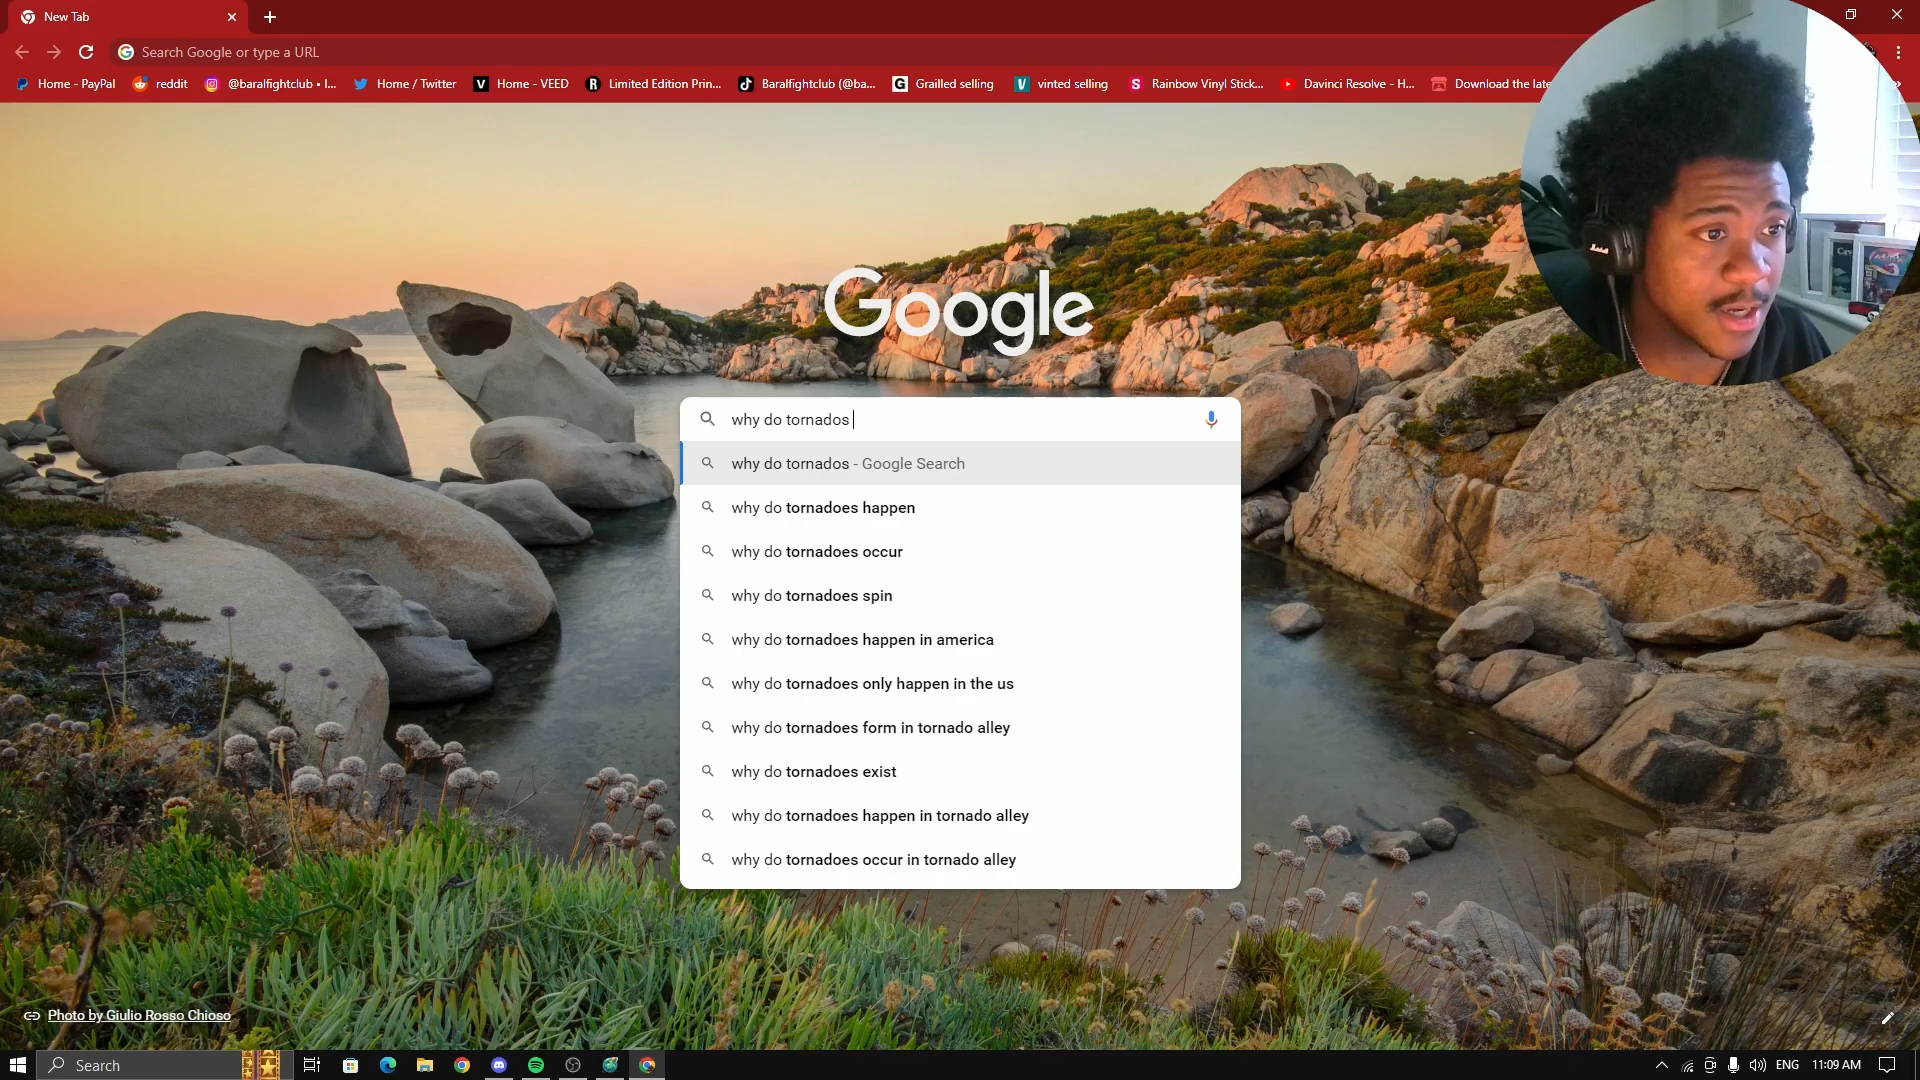 New Tab
Search Google or type a URL
Home - PayPal reddit @baralfightclub • I... Home / Twitter Home - VEED Limited Edition Prin... Baralfightclub (@ba... Grailled selling vinted selling Rainbow Vinyl Stick... Davinci Resolve - H... Download the late
Google
why do tornados
why do tornados - Google Search
why do tornadoes happen
why do tornadoes occur
why do tornadoes spin
why do tornadoes happen in america
why do tornadoes only happen in the us
why do tornadoes form in tornado alley
why do tornadoes exist
why do tornadoes happen in tornado alley
why do tornadoes occur in tornado alley
Photo by Giulio Rosso Chioso
Search
ENG 11:09 AM